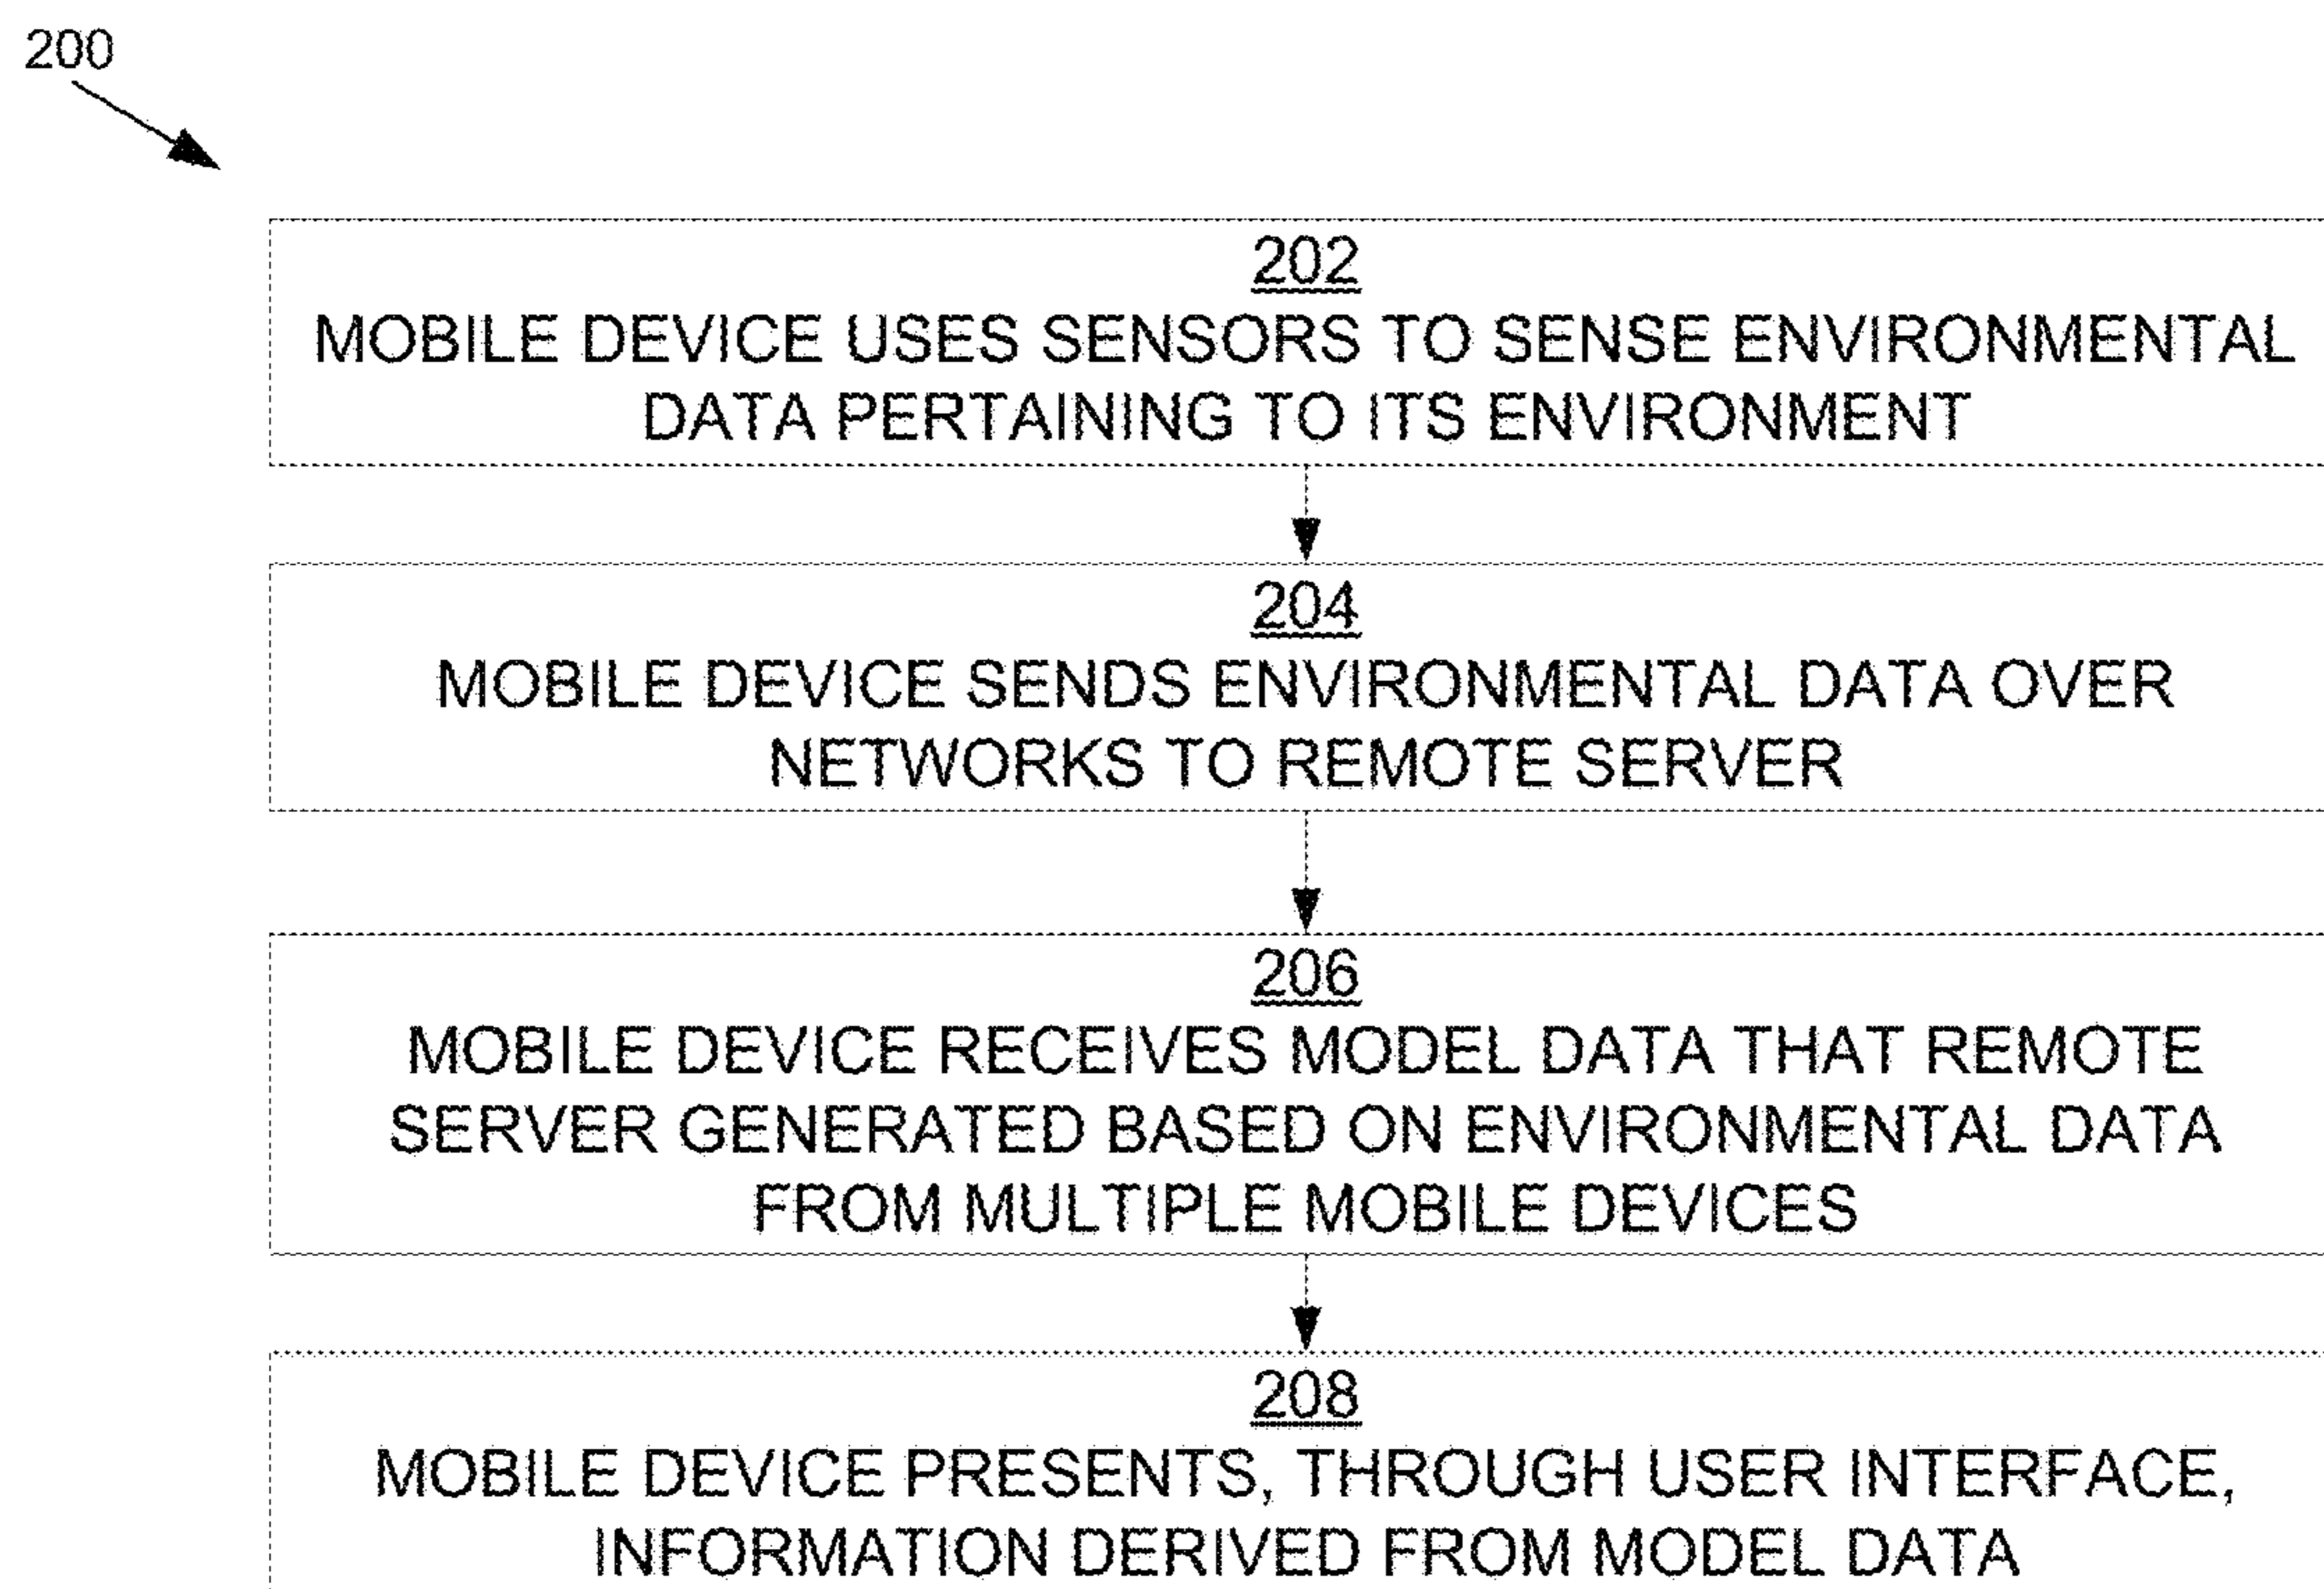 200
202
MOBILE DEVICE USES SENSORS TO SENSE ENVIRONMENTAL
DATA PERTAINING TO ITS ENVIRONMENT
204
MOBILE DEVICE SENDS ENVIRONMENTAL DATA OVER
NETWORKS TO REMOTE SERVER
206
MOBILE DEVICE RECEIVES MODEL DATA THAT REMOTE
SERVER GENERATED BASED ON ENVIRONMENTAL DATA
FROM MULTIPLE MOBILE DEVICES
208
MOBILE DEVICE PRESENTS, THROUGH USER INTERFACE,
INFORMATION DERIVED FROM MODEL DATA